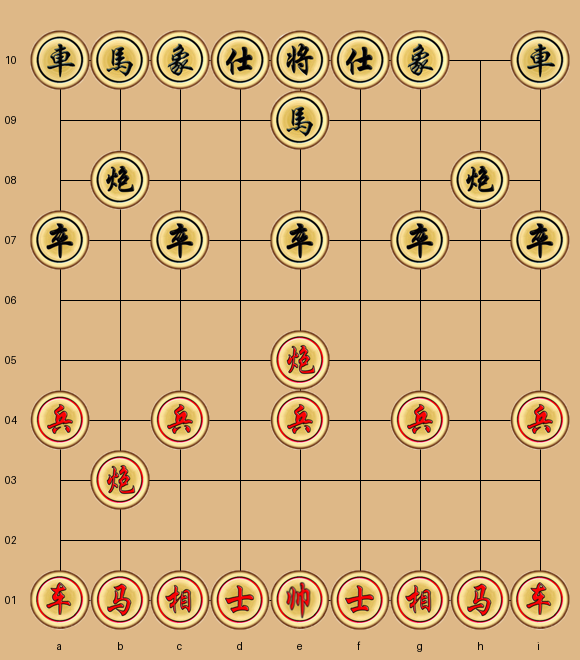 10 車 馬 象 仕 将 仕 象 車
09 馬
08 炮 炮
07 卒 卒 卒 卒 卒
06
05 炮
04 兵 兵 兵 兵 兵
03 炮
02
01 车 马 相 士 帅 士 相 马 车
a b c d e f g h i